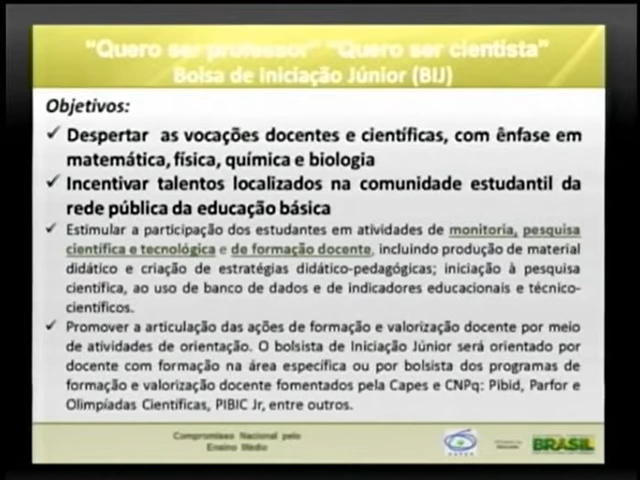 "Quero ser professor" "Quero ser cientista"
Bolsa de Iniciação Júnior (BIJ)
Objetivos:
✓ Despertar as vocações docentes e científicas, com ênfase em
matemática, física, química e biologia
✓ Incentivar talentos localizados na comunidade estudantil da
rede pública da educação básica
✓ Estimular a participação dos estudantes em atividades de monitoria, pesquisa
científica e tecnológica e de formação docente, incluindo produção de material
didático e criação de estratégias didático-pedagógicas; iniciação à pesquisa
científica, ao uso de banco de dados e de indicadores educacionais e técnico-
científicos.
✓ Promover a articulação das ações de formação e valorização docente por meio
de atividades de orientação. O bolsista de Iniciação Júnior será orientado por
docente com formação na área específica ou por bolsista dos programas de
formação e valorização docente fomentados pela Capes e CNPq: Pibid, Parfor e
Olimpíadas Científicas, PIBIC Jr, entre outros.
Compromisso Nacional pelo
Ensino Médio
CAPES
BRASIL